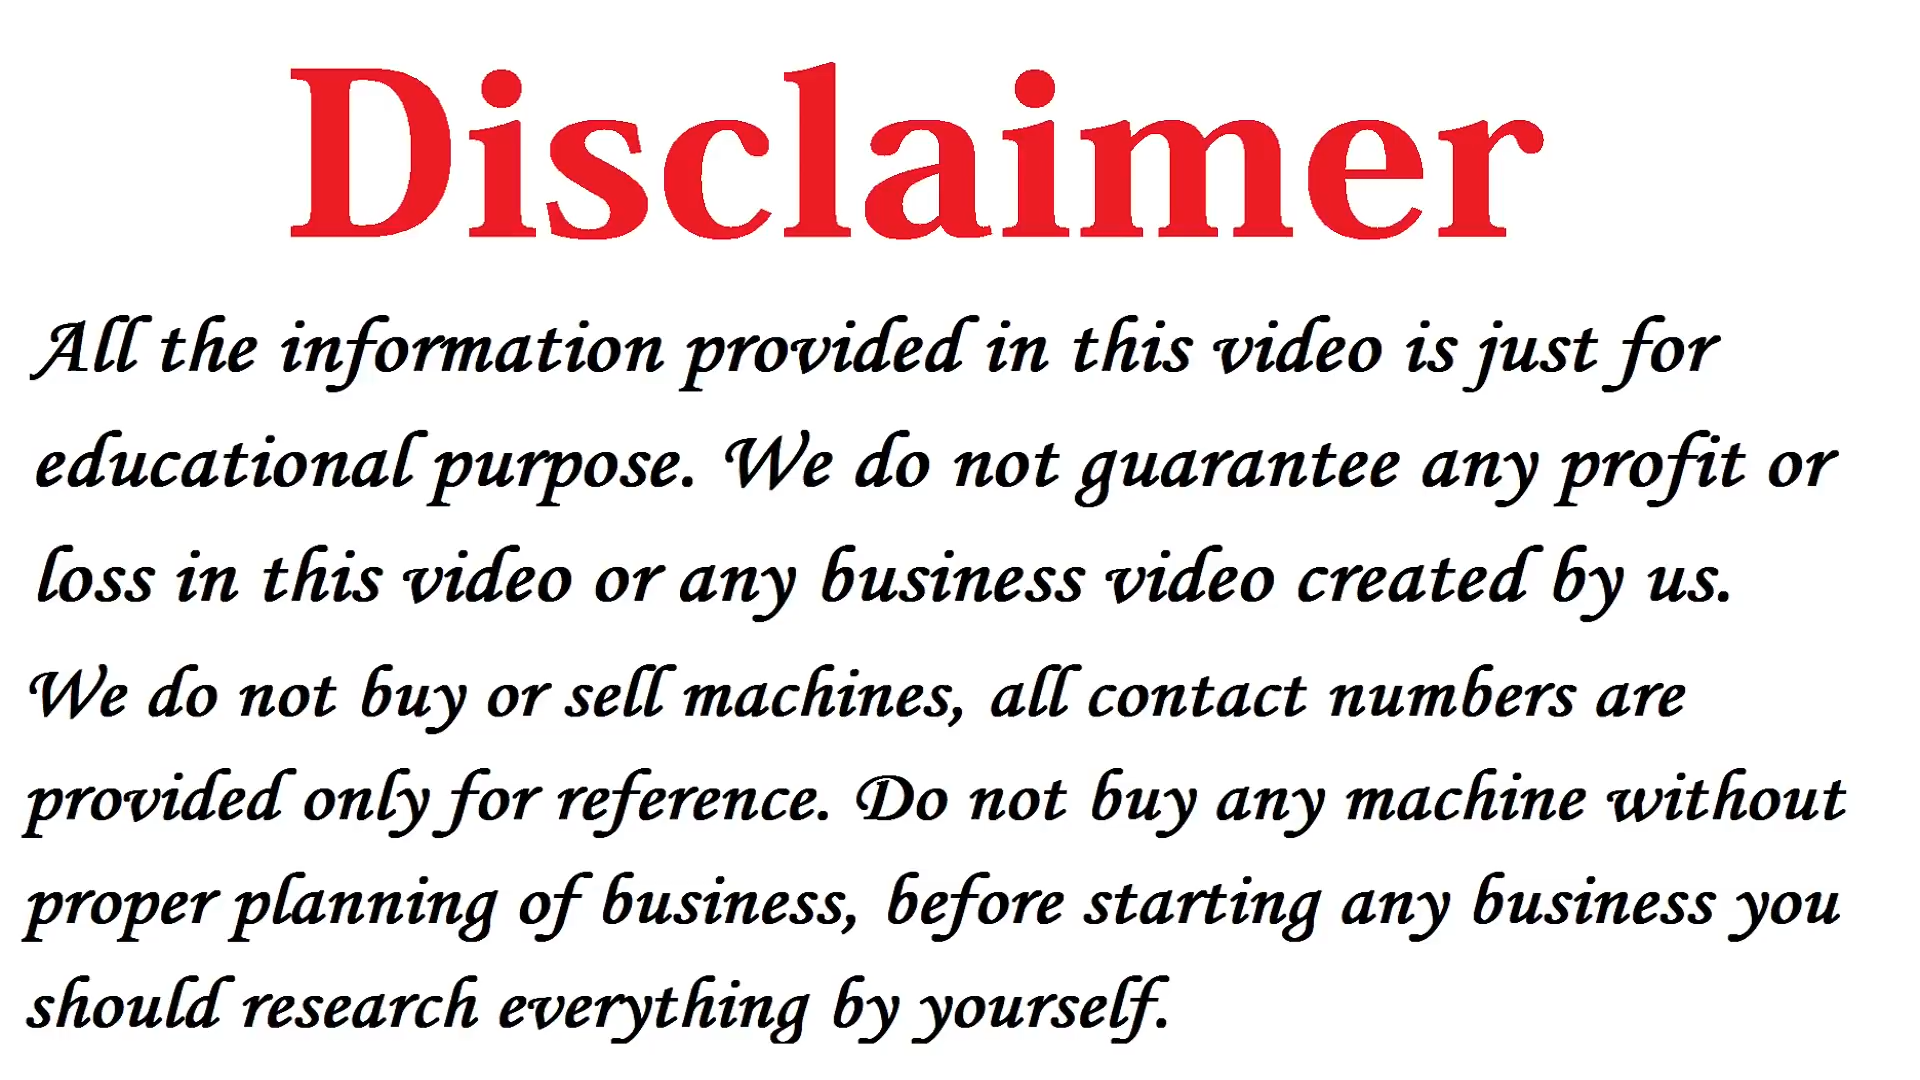 Disclaimer
All the information provided in this video is just for
educational purpose. We do not guarantee any profit or
loss in this video or any business video created by us.
We do not buy or sell machines, all contact numbers are
provided only for reference. Do not buy any machine without
proper planning of business, before starting any business you
should research everything by yourself.